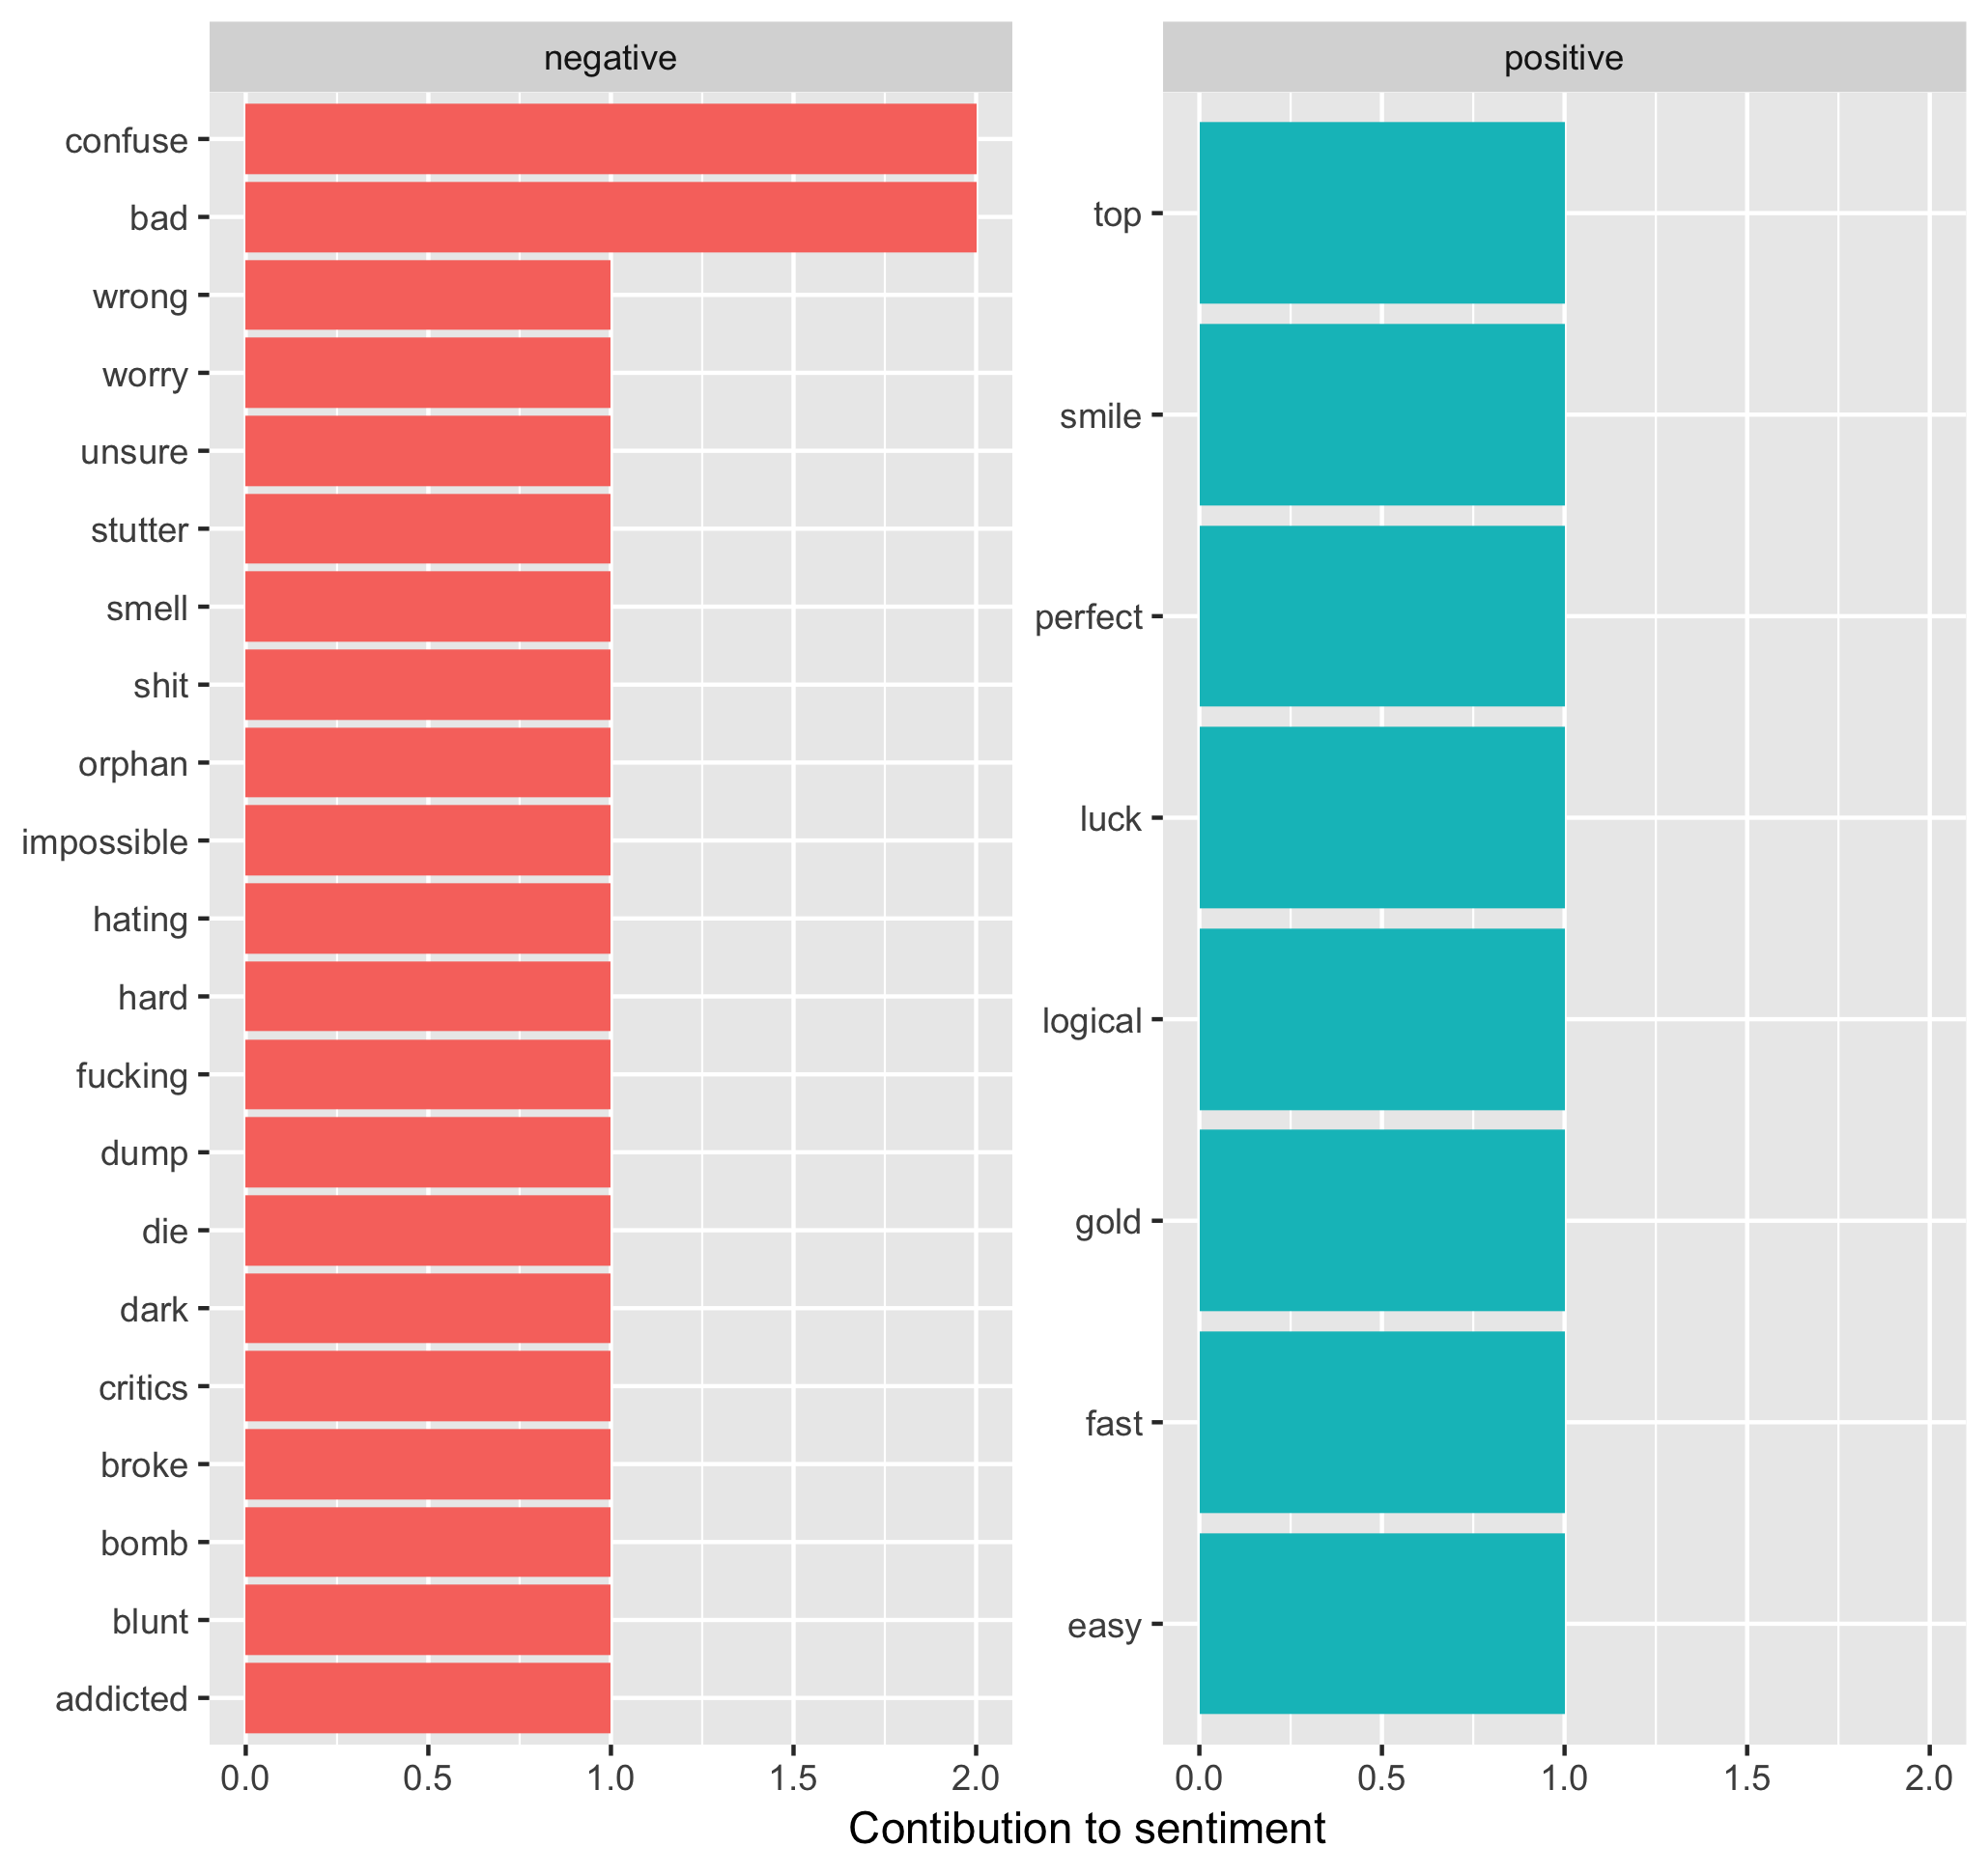 negative
confuse
bad
wrong
worry
unsure
stutter
smell
shit
orphan
impossible
hating
hard
fucking
dump
die
dark
critics
broke
bomb
blunt
addicted
0.0 0.5 1.0 1.5 2.0
positive
top
smile
perfect
luck
logical
gold
fast
easy
0.0 0.5 1.0 1.5 2.0
Contibution to sentiment